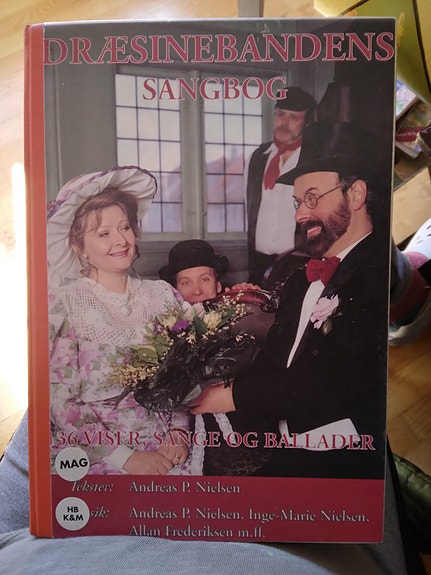 DRÆSINEBANDENS
SANGBOG
36 VISER, SANGE OG BALLADER
MAG
Tekster: Andreas P. Nielsen
HB
K&M
sik: Andreas P. Nielsen, Inge-Marie Nielsen,
Allan Frederiksen m.fl.